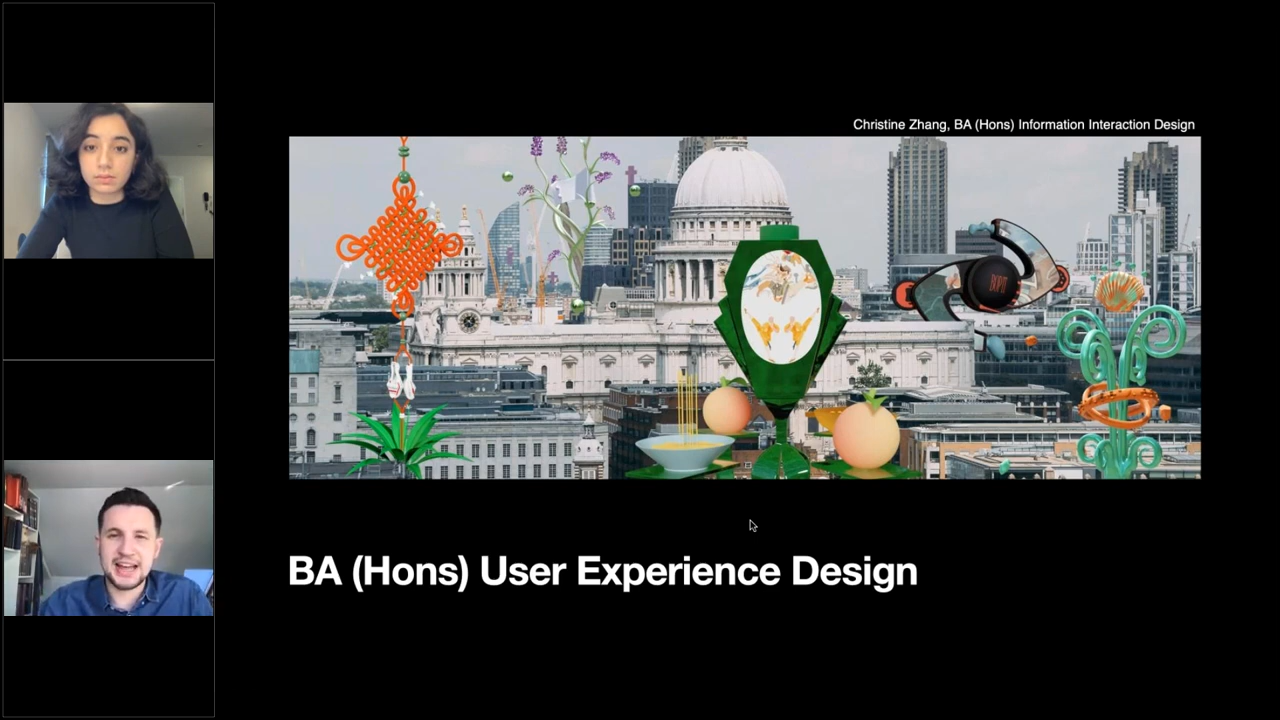 Christine Zhang, BA (Hons) Information Interaction Design
BA (Hons) User Experience Design